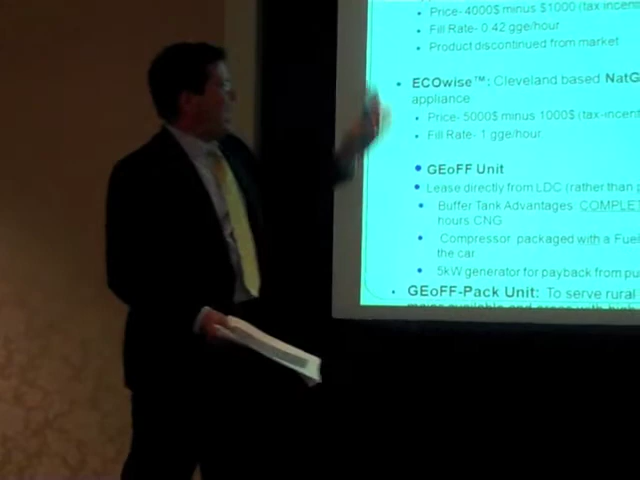 • Price- 4000$ minus $1000 (tax incent
• Fill Rate- 0.42 gge/hour
• Product discontinued from market
• ECOwise™: Cleveland based NatG
appliance
• Price- 5000$ minus 1000$ (tax-incent
• Fill Rate- 1 gge/hour
• GEoFF Unit
• Lease directly from LDC (rather than p
• Buffer Tank Advantages: COMPLET
hours CNG
• Compressor packaged with a Fuel
the car.
• 5kW generator for payback from pu
• GEoFF-Pack Unit: To serve rural